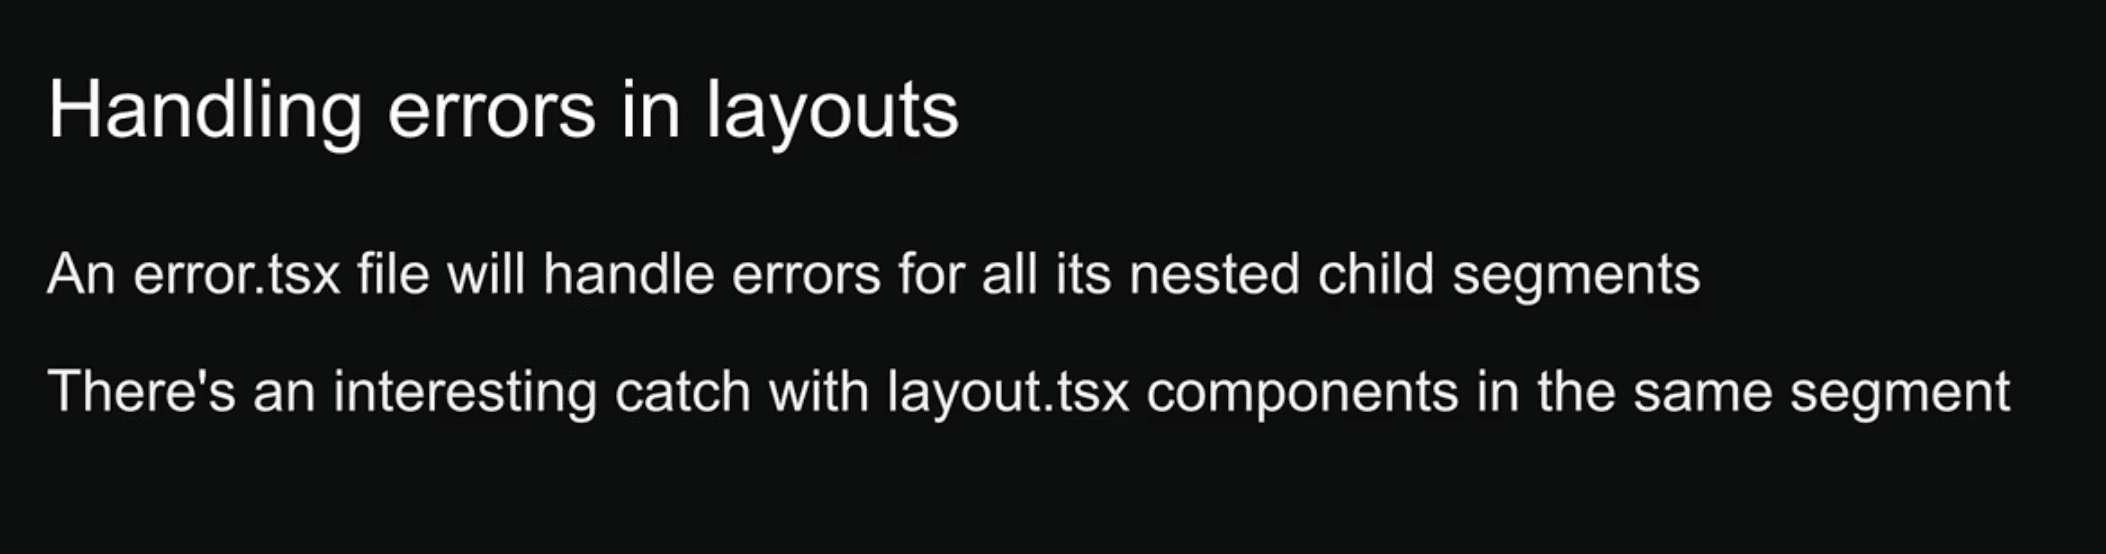 Handling errors in layouts
An error.tsx file will handle errors for all its nested child segments
There's an interesting catch with layout.tsx components in the same segment